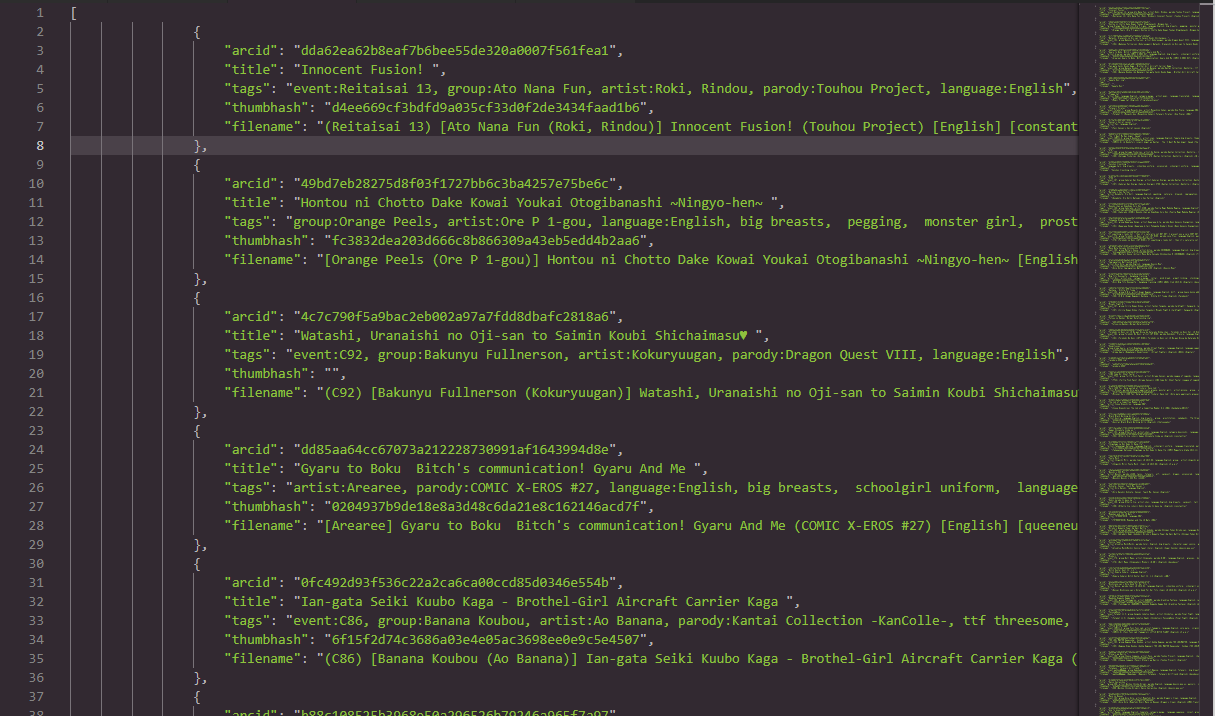 1 [
2 {
3 "arcid": "dda62ea62b8eaf7b6bee55de320a0007f561fea1",
4 "title": "Innocent Fusion! ",
5 "tags": "event:Reitaisai 13, group:Ato Nana Fun, artist:Roki, Rindou, parody:Touhou Project, language:English",
6 "thumbhash": "d4ee669cf3bdfd9a035cf33d0f2de3434faad1b6",
7 "filename": "(Reitaisai 13) [Ato Nana Fun (Roki, Rindou)] Innocent Fusion! (Touhou Project) [English] [constant
8 },
9 {
10 "arcid": "49bd7eb28275d8f03f1727bb6c3ba4257e75be6c",
11 "title": "Hontou ni Chotto Dake Kowai Youkai Otogibanashi ~Ningyo-hen~ ",
12 "tags": "group:Orange Peels, artist:Ore P 1-gou, language:English, big breasts,  pegging,  monster girl,  prost
13 "thumbhash": "fc3832dea203d666c8b866309a43eb5edd4b2aa6",
14 "filename": "[Orange Peels (Ore P 1-gou)] Hontou ni Chotto Dake Kowai Youkai Otogibanashi ~Ningyo-hen~ [English
15 },
16 {
17 "arcid": "4c7c790f5a9bac2eb002a97a7fdd8dbafc2818a6",
18 "title": "Watashi, Uranaishi no Oji-san to Saimin Koubi Shichaimasu♥ ",
19 "tags": "event:C92, group:Bakunyu Fullnerson, artist:Kokuryuugan, parody:Dragon Quest VIII, language:English",
20 "thumbhash": "",
21 "filename": "(C92) [Bakunyu Fullnerson (Kokuryuugan)] Watashi, Uranaishi no Oji-san to Saimin Koubi Shichaimasu
22 },
23 {
24 "arcid": "dd85aa64cc67073a212228730991af1643994d8e",
25 "title": "Gyaru to Boku  Bitch's communication! Gyaru And Me ",
26 "tags": "artist:Arearee, parody:COMIC X-EROS #27, language:English, big breasts,  schoolgirl uniform,  language
27 "thumbhash": "0204937b9de18e8a3d48c6da21e8c162146acd7f",
28 "filename": "[Arearee] Gyaru to Boku  Bitch's communication! Gyaru And Me (COMIC X-EROS #27) [English] [queeneu
29 },
30 {
31 "arcid": "0fc492d93f536c22a2ca6ca00ccd85d0346e554b",
32 "title": "Ian-gata Seiki Kuubo Kaga - Brothel-Girl Aircraft Carrier Kaga ",
33 "tags": "event:C86, group:Banana Koubou, artist:Ao Banana, parody:Kantai Collection -KanColle-, ttf threesome,
34 "thumbhash": "6f15f2d74c3686a03e4e05ac3698ee0e9c5e4507",
35 "filename": "(C86) [Banana Koubou (Ao Banana)] Ian-gata Seiki Kuubo Kaga - Brothel-Girl Aircraft Carrier Kaga (
36 },
37 {
38 "arcid":